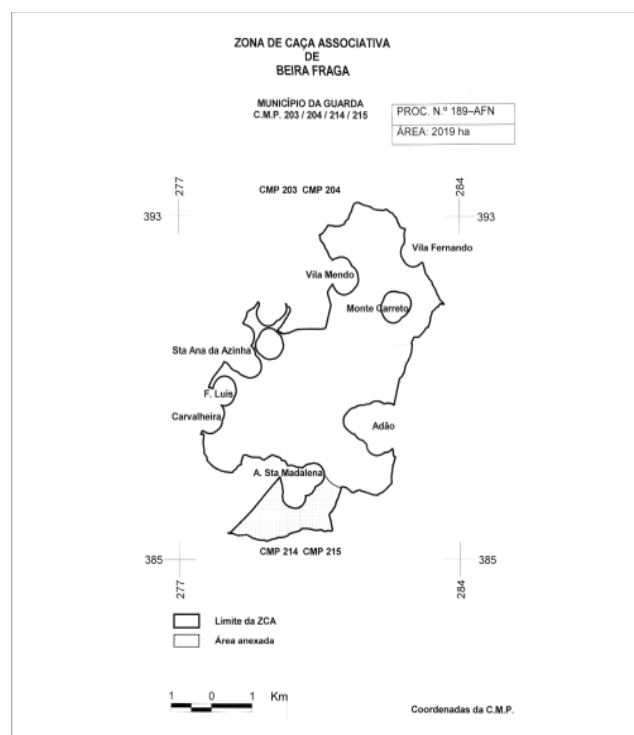 ZONA DE CAÇA ASSOCIATIVA
DE
BEIRA FRAGA
MUNICÍPIO DA GUARDA
C.M.P. 203 / 204 / 214 / 215
PROC. N.º 189–AFN
ÁREA: 2019 ha
277
284
CMP 203 CMP 204
393
393
Vila Fernando
Vila Mendo
Monte Carreto
Sta Ana da Azinha
F. Luís
Carvalheira
Adão
A. Sta Madalena
CMP 214 CMP 215
385
385
277
284
Limite da ZCA
Área anexada
1 0 1 Km
Coordenadas da C.M.P.